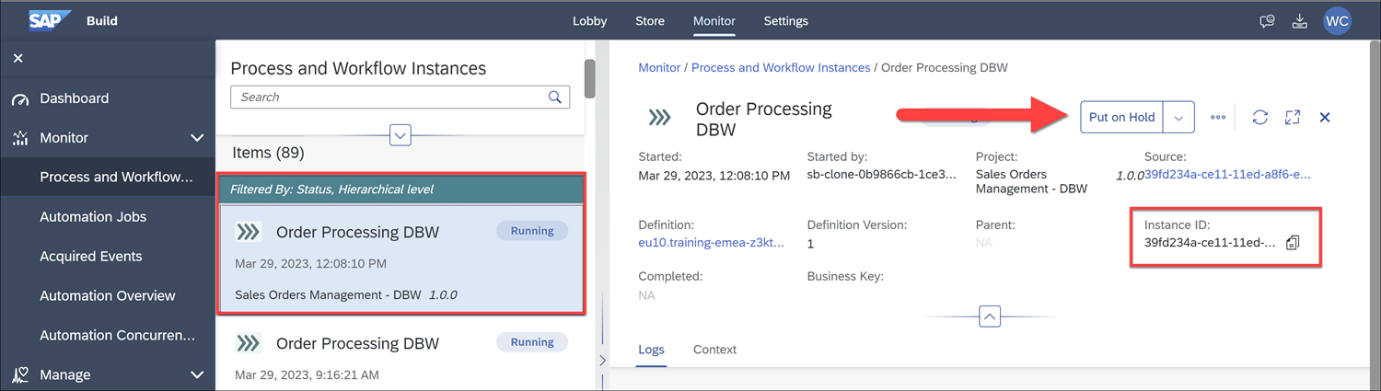 SAP Build Lobby Store Monitor Settings WC
Dashboard
Monitor
Process and Workflow...
Automation Jobs
Acquired Events
Automation Overview
Automation Concurren...
Manage
Process and Workflow Instances
Search
Items (89)
Filtered By: Status, Hierarchical level
Order Processing DBW Running
Mar 29, 2023, 12:08:10 PM
Sales Orders Management - DBW 1.0.0
Order Processing DBW Running
Mar 29, 2023, 9:16:21 AM
Monitor / Process and Workflow Instances / Order Processing DBW
Order Processing
DBW
Put on Hold
Started: Started by: Project: Source:
Mar 29, 2023, 12:08:10 PM sb-clone-0b9866cb-1ce3... Sales Orders 1.0.0 39fd234a-ce11-11ed-a8f6-e...
Management - DBW
Definition: Definition Version: Parent: Instance ID:
eu10.training-emea-z3kt... 1 NA 39fd234a-ce11-11ed-...
Completed: Business Key:
NA
Logs Context